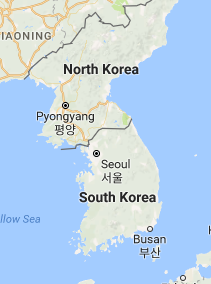 IAONING
North Korea
Pyongyang
평양
Seoul
서울
South Korea
llow Sea
Busan
부산